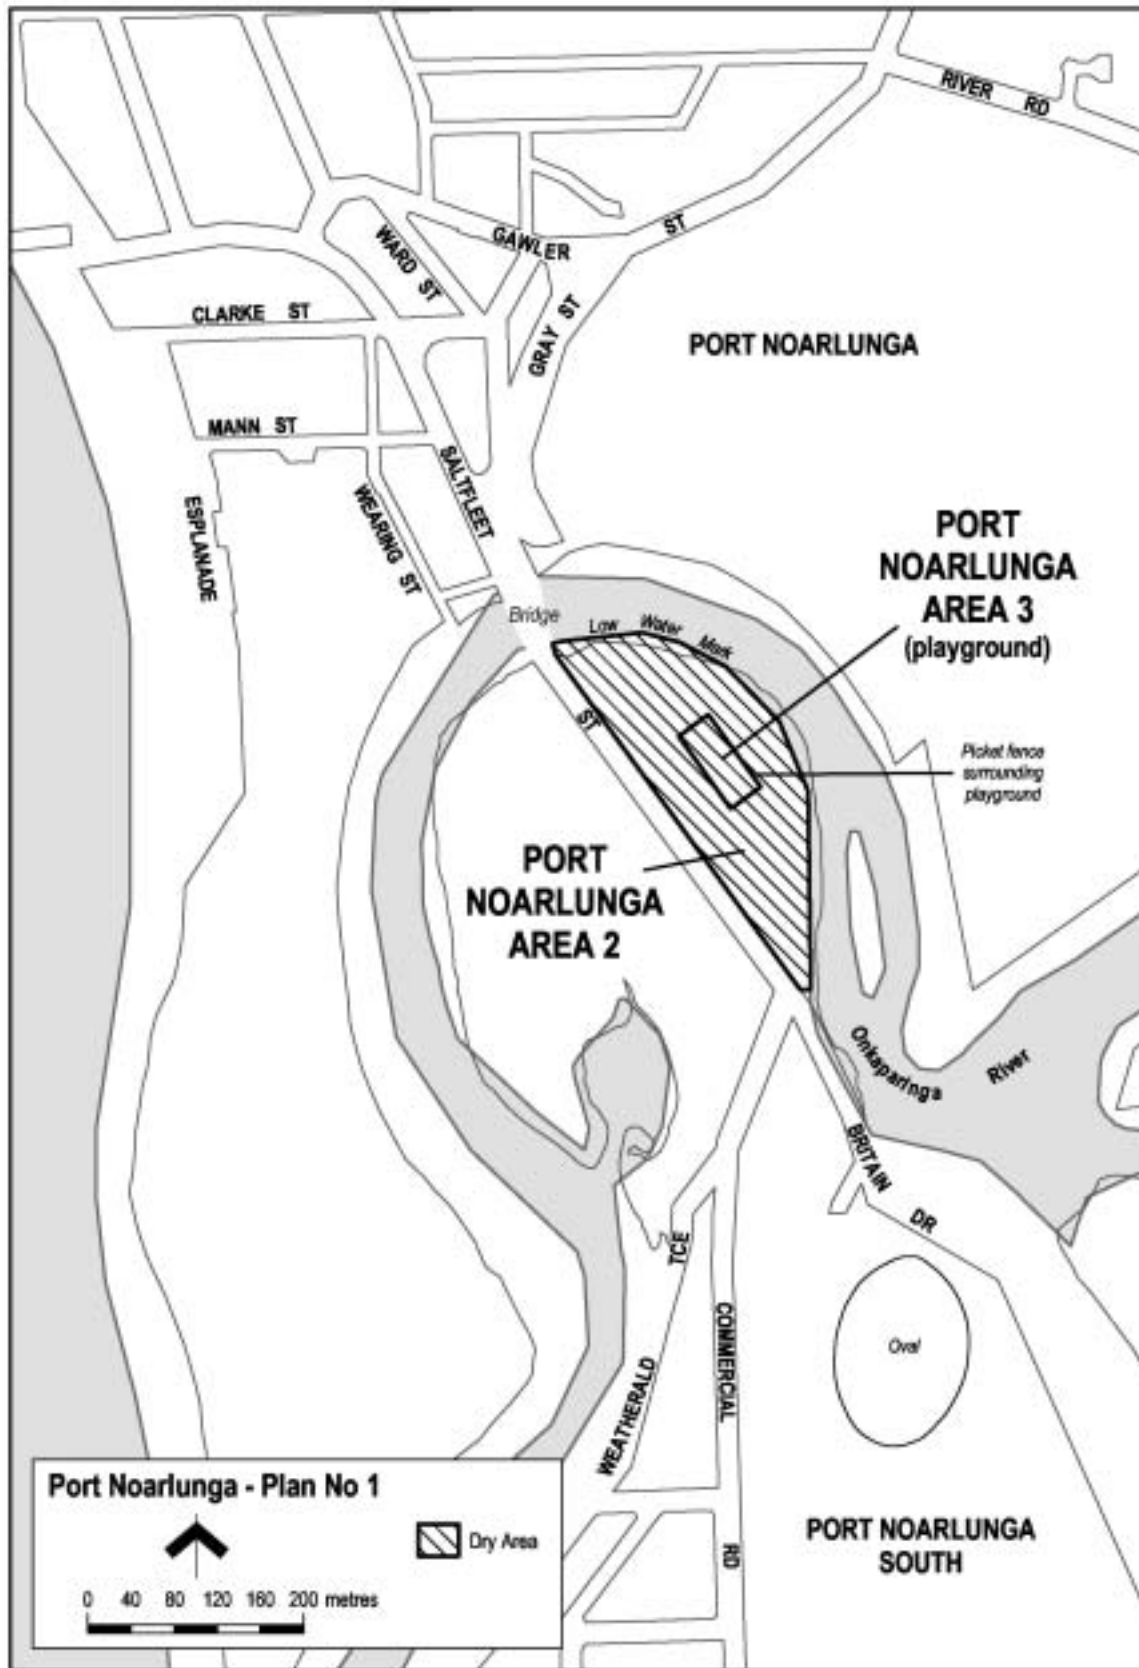 RIVER RD
GAWLER ST
WARD ST
CLARKE ST
GRAY ST
PORT NOARLUNGA
MANN ST
SALTFLEET
ESPLANADE
WEARING ST
PORT
NOARLUNGA
AREA 3
(playground)
Bridge
Low Water Mark
ST
Picket fence
surrounding
playground
PORT
NOARLUNGA
AREA 2
Onkaparinga River
BRITAIN DR
TCE
WEATHERALD
COMMERCIAL
RD
Oval
PORT NOARLUNGA
SOUTH
Port Noarlunga - Plan No 1
Dry Area
0 40 80 120 160 200 metres